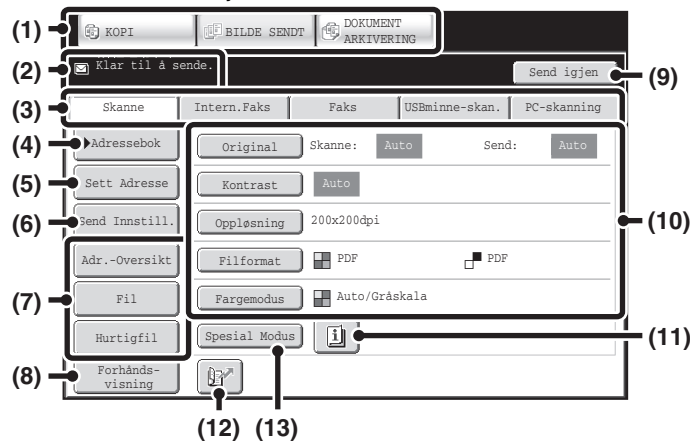 (1) KOPI BILDE SENDT DOKUMENT
ARKIVERING
(2) Klar til å sende.
Send igjen (9)
(3) Skanne Intern.Faks Faks USBminne-skan. PC-skanning
(4) Adressebok Original Skanne: Auto Send: Auto
(5) Sett Adresse Kontrast Auto
(6) Send Innstill. Oppløsning 200x200dpi (10)
Adr.-Oversikt Filformat PDF PDF
(7) Fil Fargemodus Auto/Gråskala
Hurtigfil Spesial Modus (11)
(8) Forhånds-
visning
(12) (13)